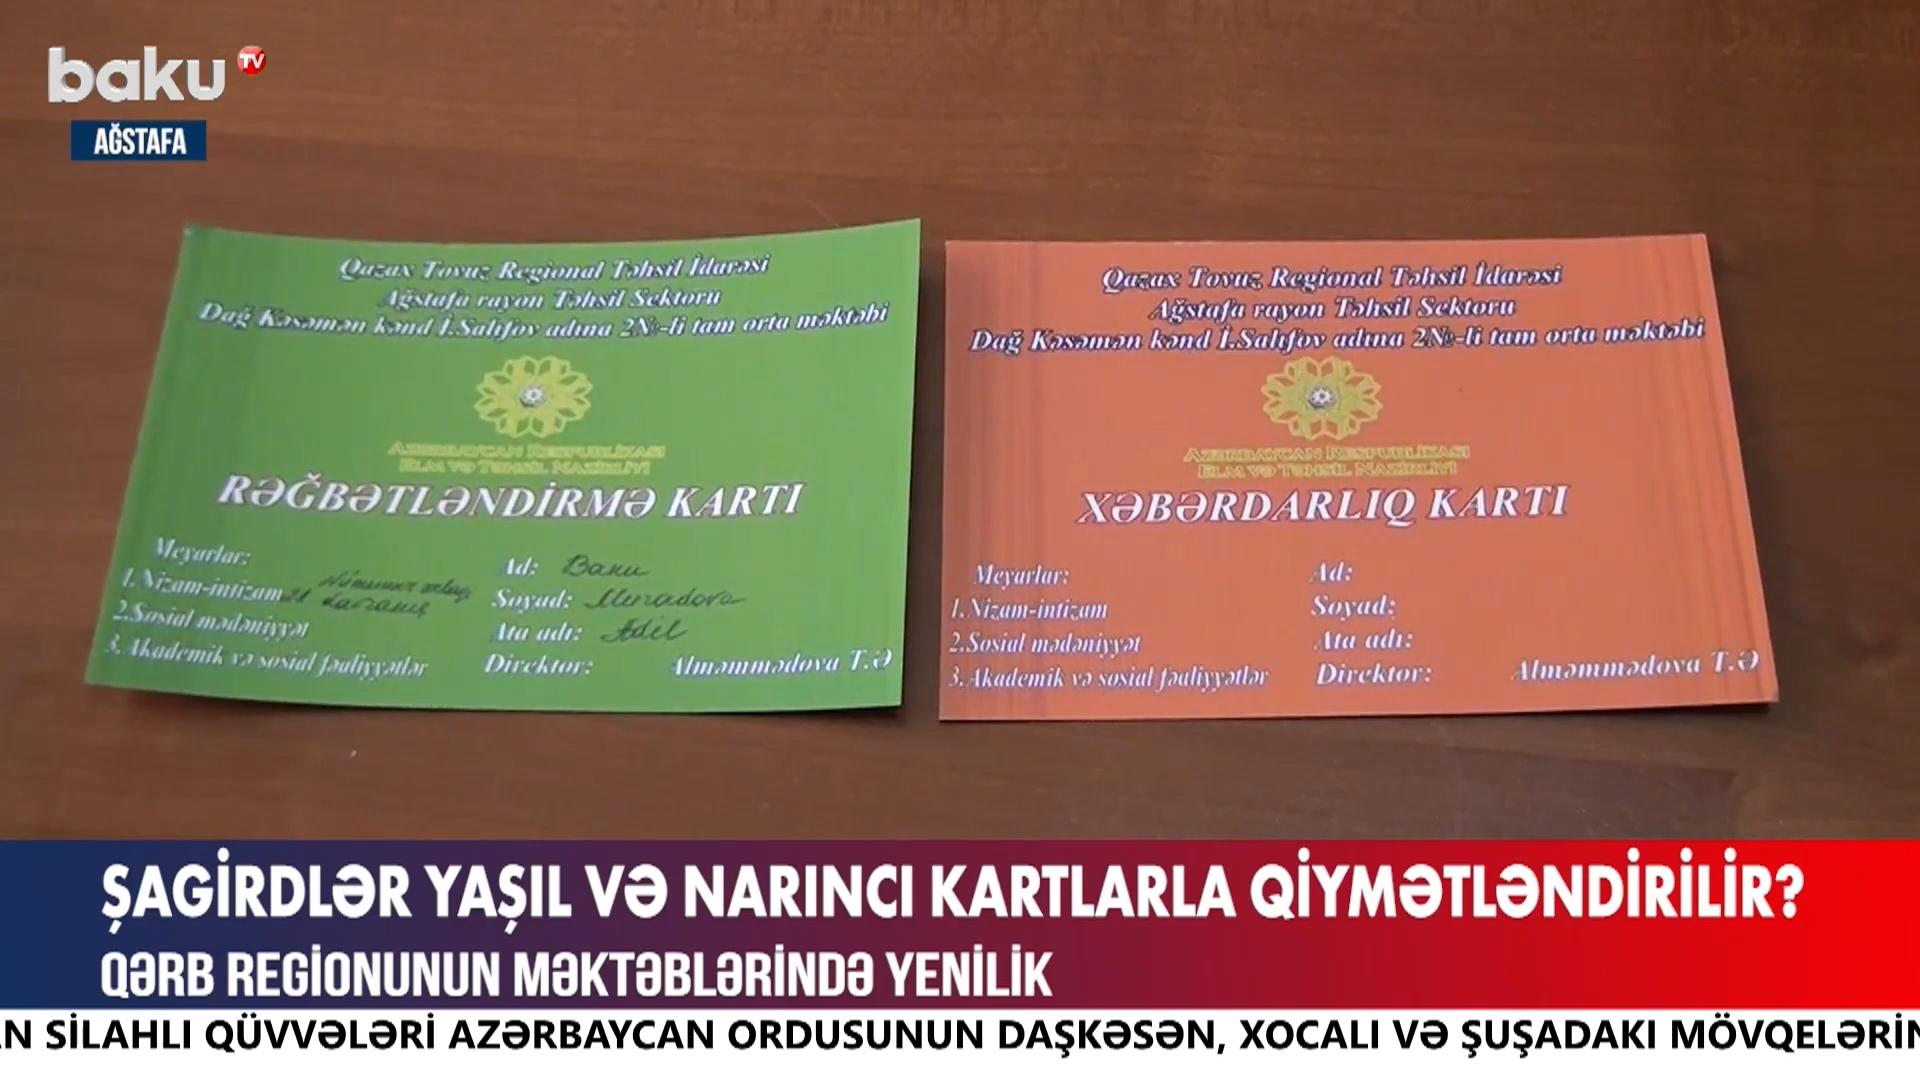 baku TV
AĞSTAFA
Qazax Tovuz Regional Təhsil İdarəsi
Ağstafa rayon Təhsil Sektoru
Dağ Kəsəmən kənd İ.Salıfov adına 2№-li tam orta məktəbi
AZƏRBAYCAN RESPUBLİKASI
ELM VƏ TƏHSİL NAZİRLİYİ
RƏĞBƏTLƏNDİRMƏ KARTI
Meyarlar:
1. Nizam-intizam
2.Sosial mədəniyyət
3. Akademik və sosial fəaliyyətlər
Ad: Banu
Soyad: Muradova
Ata adı: Adil
Direktor: Alməmmədova T.Ə
Qazax Tovuz Regional Təhsil İdarəsi
Ağstafa rayon Təhsil Sektoru
Dağ Kəsəmən kənd İ.Salıfov adına 2№-li tam orta məktəbi
AZƏRBAYCAN RESPUBLİKASI
ELM VƏ TƏHSİL NAZİRLİYİ
XƏBƏRDARLIQ KARTI
Meyarlar:
1. Nizam-intizam
2.Sosial mədəniyyət
3. Akademik və sosial fəaliyyətlər
Ad:
Soyad:
Ata adı:
Direktor: Alməmmədova T.Ə
ŞAGİRDLƏR YAŞIL VƏ NARINCI KARTLARLA QİYMƏTLƏNDİRİLİR?
QƏRB REGİONUNUN MƏKTƏBLƏRİNDƏ YENİLİK
AN SİLAHLI QÜVVƏLƏRİ AZƏRBAYCAN ORDUSUNUN DAŞKƏSƏN, XOCALI VƏ ŞUŞADAKI MÖVQELƏRİN